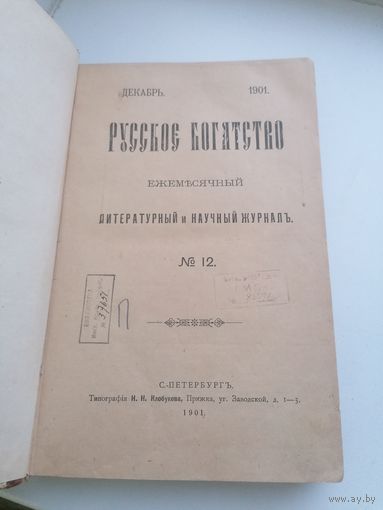 ДЕКАБРЬ. 1901.
РУССКОЕ БОГАТСТВО
ЕЖЕМѢСЯЧНЫЙ
ЛИТЕРАТУРНЫЙ и НАУЧНЫЙ ЖУРНАЛЪ.
№ 12.
П
С.-ПЕТЕРБУРГЪ.
Типографія Н. Н. Клобукова, Пряжка, уг. Заводской, д. 1—3.
1901.
www.ay.by